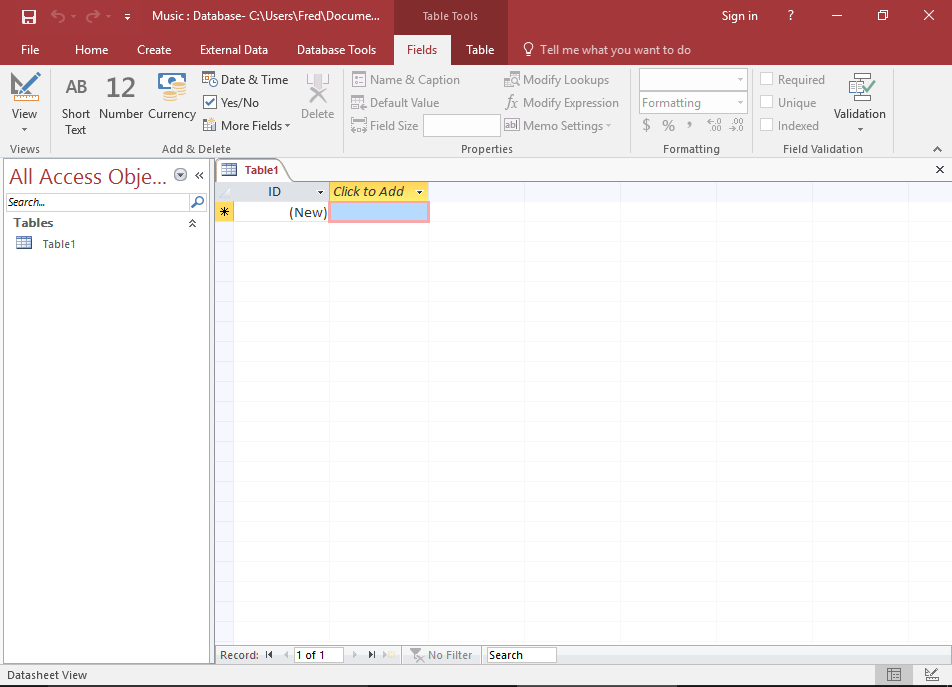 Music : Database- C:\Users\Fred\Docume...
Table Tools
Sign in
?
File
Home
Create
External Data
Database Tools
Fields
Table
Tell me what you want to do
View
Views
AB
Short
Text
12
Number
Currency
Date & Time
Yes/No
More Fields
Delete
Add & Delete
Name & Caption
Default Value
Field Size
Modify Lookups
fx Modify Expression
ab Memo Settings
Properties
Formatting
$ % , .00 .00
Formatting
Required
Unique
Indexed
Validation
Field Validation
All Access Obje...
Search...
Tables
Table1
Table1
ID
Click to Add
(New)
Record:
1 of 1
No Filter
Search
Datasheet View